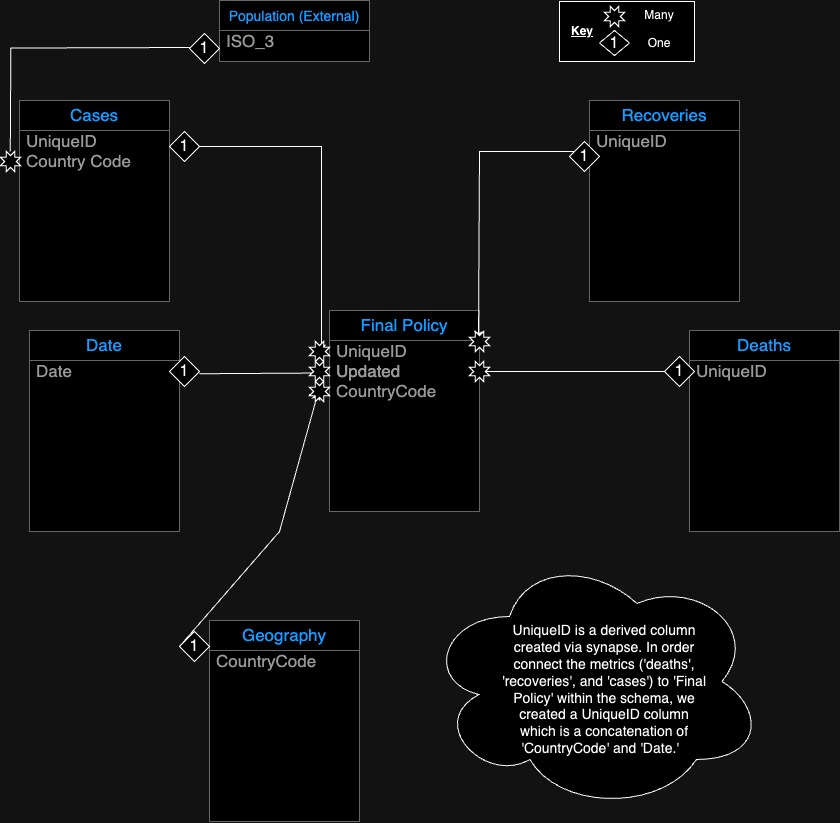 Population (External)
ISO_3
1
Key
Many
1
One
Cases
UniqueID
Country Code
1
Recoveries
UniqueID
1
Final Policy
UniqueID
Updated
CountryCode
Date
Date
1
Deaths
UniqueID
1
Geography
CountryCode
1
UniqueID is a derived column
created via synapse. In order
connect the metrics ('deaths',
'recoveries', and 'cases') to 'Final
Policy' within the schema, we
created a UniqueID column
which is a concatenation of
'CountryCode' and 'Date.'